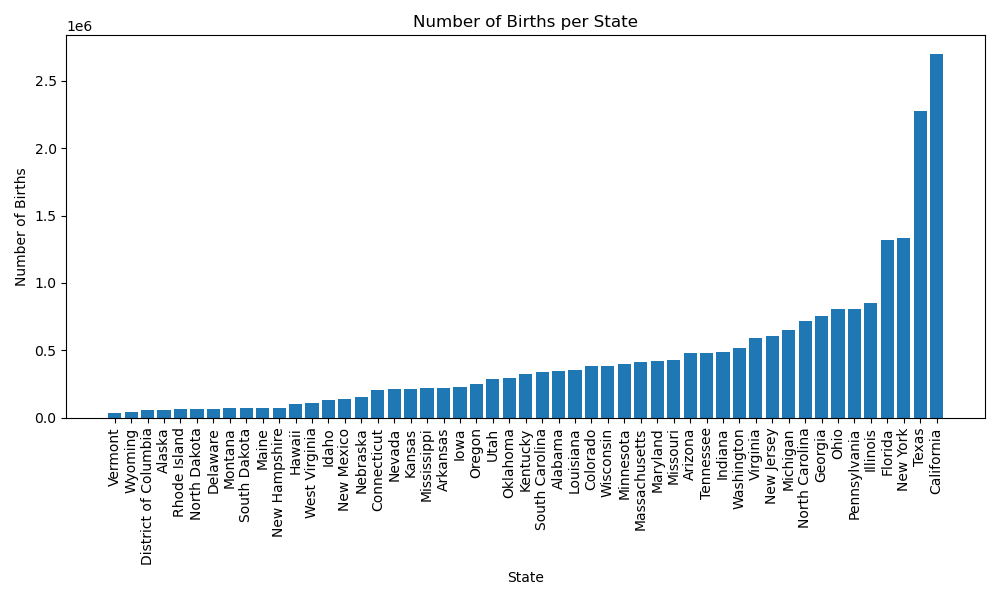 Number of Births per State
1e6
Number of Births
2.5
2.0
1.5
1.0
0.5
0.0
Vermont
Wyoming
District of Columbia
Alaska
Rhode Island
North Dakota
Delaware
Montana
South Dakota
Maine
New Hampshire
Hawaii
West Virginia
Idaho
New Mexico
Nebraska
Connecticut
Nevada
Kansas
Mississippi
Arkansas
Iowa
Oregon
Utah
Oklahoma
Kentucky
South Carolina
Alabama
Louisiana
Colorado
Wisconsin
Minnesota
Massachusetts
Maryland
Missouri
Arizona
Tennessee
Indiana
Washington
Virginia
New Jersey
Michigan
North Carolina
Georgia
Ohio
Pennsylvania
Illinois
Florida
New York
Texas
California
State